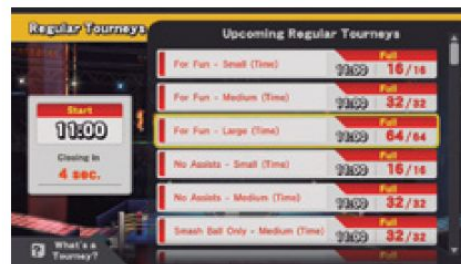 Regular Tourneys
Upcoming Regular Tourneys
For Fun - Small (Time)
Full
11:00 16/16
For Fun - Medium (Time)
Full
11:00 32/32
Start
11:00
Closing In
4 sec.
For Fun - Large (Time)
Full
11:00 64/64
No Assists - Small (Time)
Full
11:00 16/16
No Assists - Medium (Time)
Full
11:00 32/32
Smash Ball Only - Medium (Time)
Full
11:00 32/32
? What's a
Tourney?